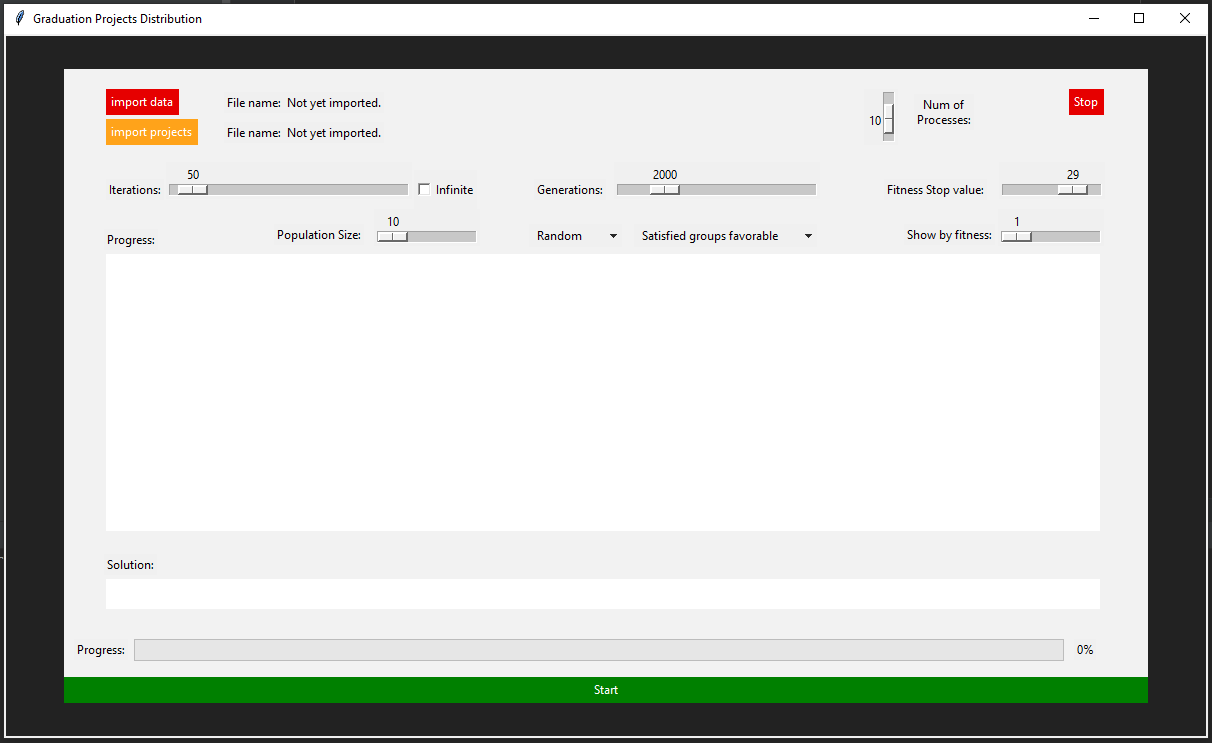 Graduation Projects Distribution
import data File name: Not yet imported.
10 Num of
Processes:
Stop
import projects File name: Not yet imported.
Iterations: 50 Infinite Generations: 2000 Fitness Stop value: 29
Progress: Population Size: 10 Random Satisfied groups favorable Show by fitness: 1
Solution:
Progress: 0%
Start